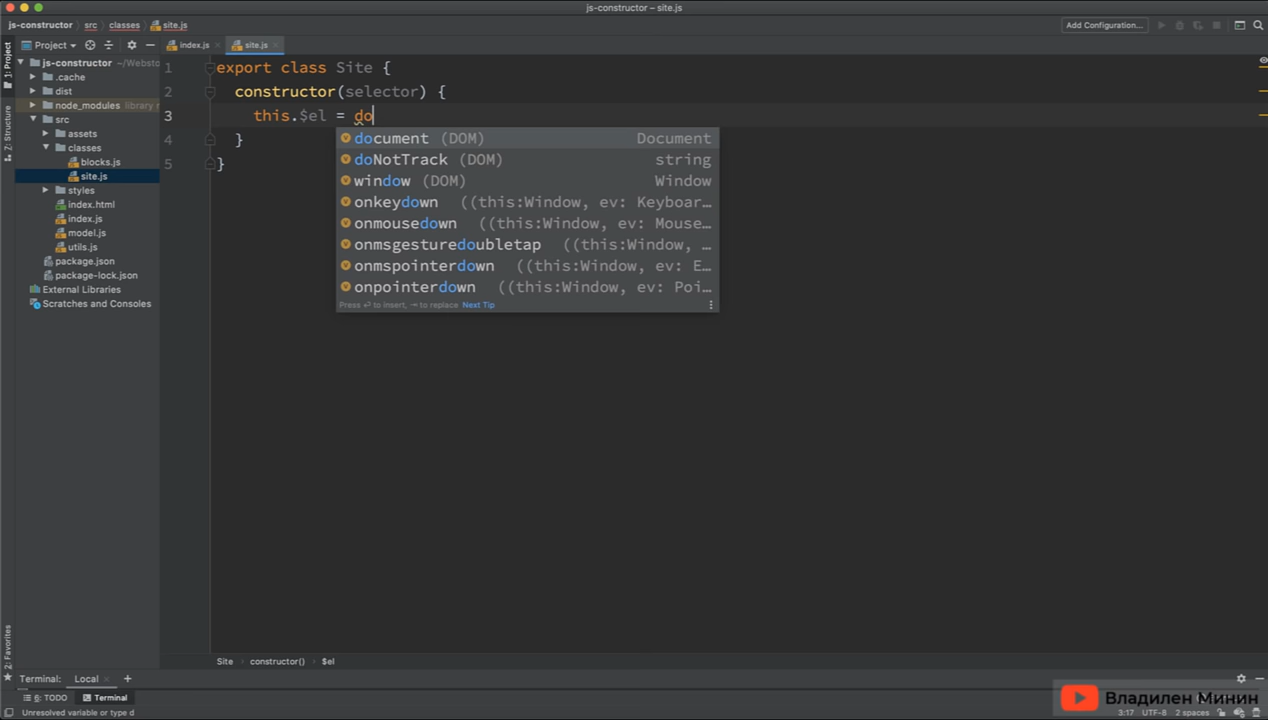 js-constructor – site.js
js-constructor src classes site.js
Add Configuration...
Project
index.js
site.js
1: Project
7: Structure
2: Favorites
js-constructor ~/Websto
.cache
dist
node_modules library r
src
assets
classes
blocks.js
site.js
styles
index.html
index.js
model.js
utils.js
package.json
package-lock.json
External Libraries
Scratches and Consoles
1 export class Site {
2 constructor(selector) {
3 this.$el = do
4 }
5 }
document (DOM) Document
doNotTrack (DOM) string
window (DOM) Window
onkeydown ((this:Window, ev: Keyboar…
onmousedown ((this:Window, ev: Mouse…
onmsgesturedoubletap ((this:Window, …
onmspointerdown ((this:Window, ev: E…
onpointerdown ((this:Window, ev: Poi…
Press ⏎ to insert, ⇥ to replace Next Tip
Site constructor() $el
Terminal: Local +
6: TODO Terminal
Владилен Минин
Unresolved variable or type d
3:17 UTF-8 2 spaces